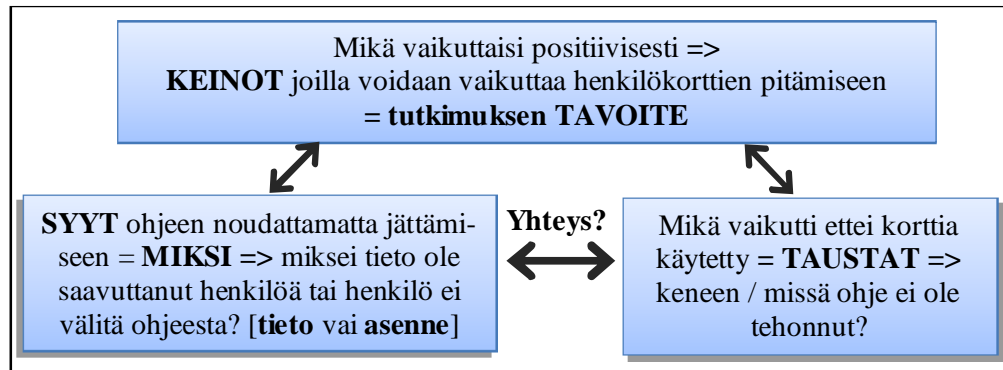 Mikä vaikuttaisi positiivisesti =>
KEINOT joilla voidaan vaikuttaa henkilökorttien pitämiseen
= tutkimuksen TAVOITE
SYYT ohjeen noudattamatta jättämi-
seen = MIKSI => miksei tieto ole
saavuttanut henkilöä tai henkilö ei
välitä ohjeesta? [tieto vai asenne]
Yhteys?
Mikä vaikutti ettei korttia
käytetty = TAUSTAT =>
keneen / missä ohje ei ole
tehonnut?